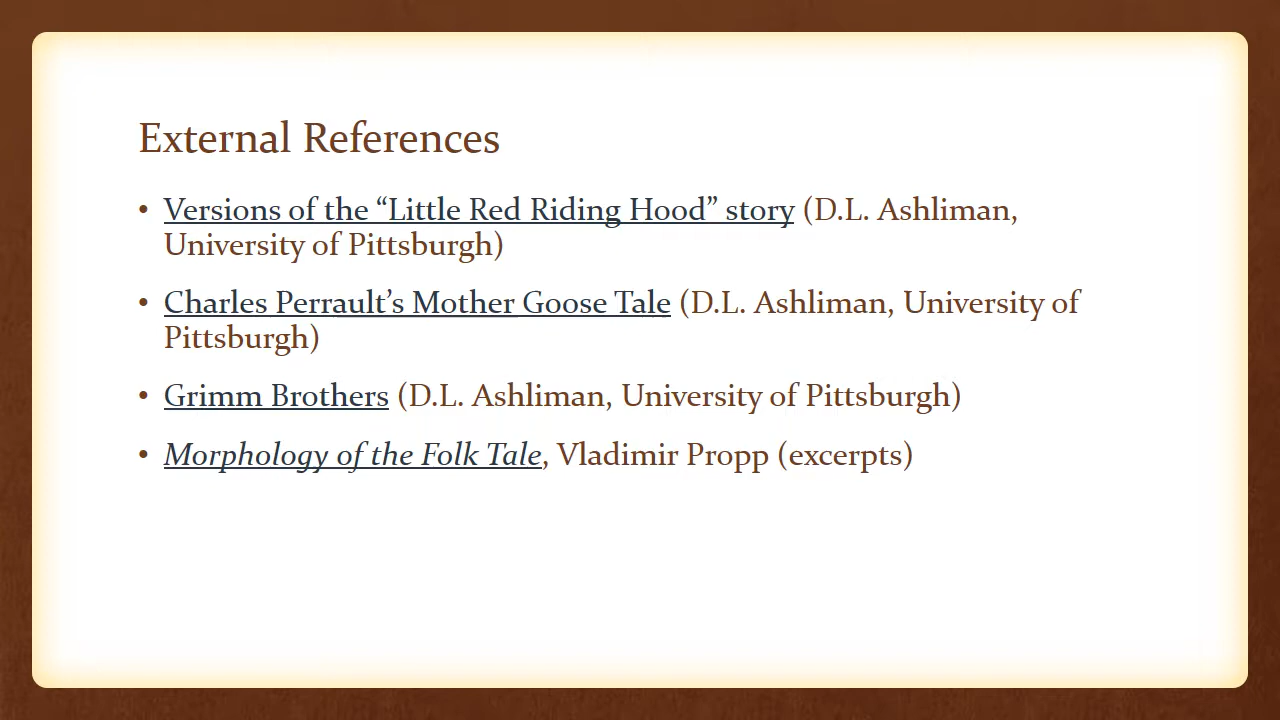 External References
• Versions of the “Little Red Riding Hood” story (D.L. Ashliman,
University of Pittsburgh)
• Charles Perrault’s Mother Goose Tale (D.L. Ashliman, University of
Pittsburgh)
• Grimm Brothers (D.L. Ashliman, University of Pittsburgh)
• Morphology of the Folk Tale, Vladimir Propp (excerpts)